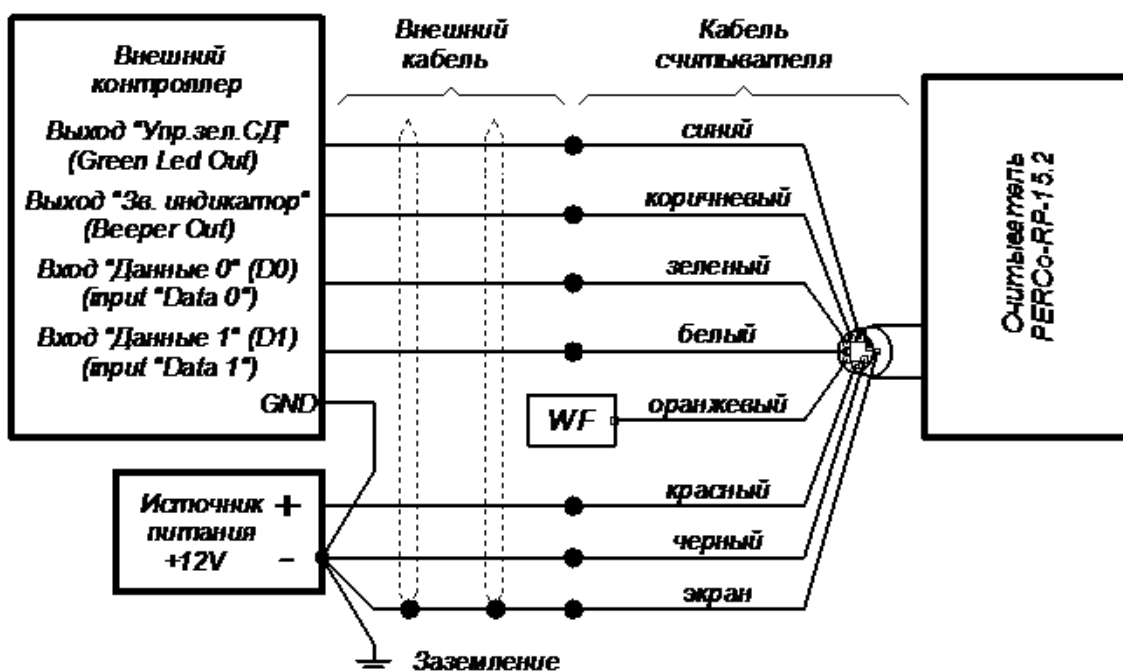 Внешний
контроллер
Выход "Упр.зел.СД"
(Green Led Out)
Выход "Зв. индикатор"
(Beeper Out)
Вход "Данные 0" (D0)
(input "Data 0")
Вход "Данные 1" (D1)
(input "Data 1")
GND
Источник
питания
+12V
+
-
Внешний
кабель
Кабель
считывателя
синий
коричневый
зеленый
белый
оранжевый
WF
красный
черный
экран
Заземление
Считыватель
PERCo-RP-15.2